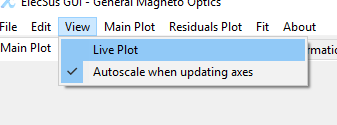 ElecSus GUI - General Magneto Optics
File Edit View Main Plot Residuals Plot Fit About
Main Plot
Live Plot
Autoscale when updating axes